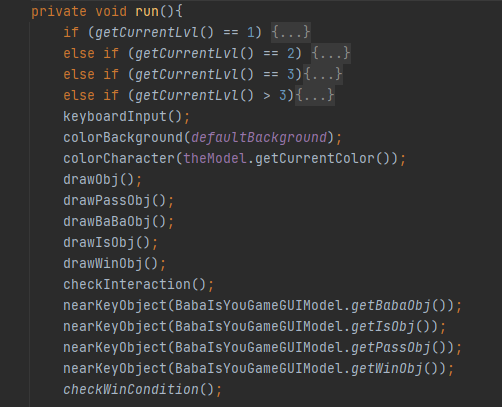 private void run(){
if (getCurrentLvl() == 1) {...}
else if (getCurrentLvl() == 2) {...}
else if (getCurrentLvl() == 3){...}
else if (getCurrentLvl() > 3){...}
keyboardInput();
colorBackground(defaultBackground);
colorCharacter(theModel.getCurrentColor());
drawObj();
drawPassObj();
drawBaBaObj();
drawIsObj();
drawWinObj();
checkInteraction();
nearKeyObject(BabaIsYouGameGUIModel.getBabaObj());
nearKeyObject(BabaIsYouGameGUIModel.getIsObj());
nearKeyObject(BabaIsYouGameGUIModel.getPassObj());
nearKeyObject(BabaIsYouGameGUIModel.getWinObj());
checkWinCondition();